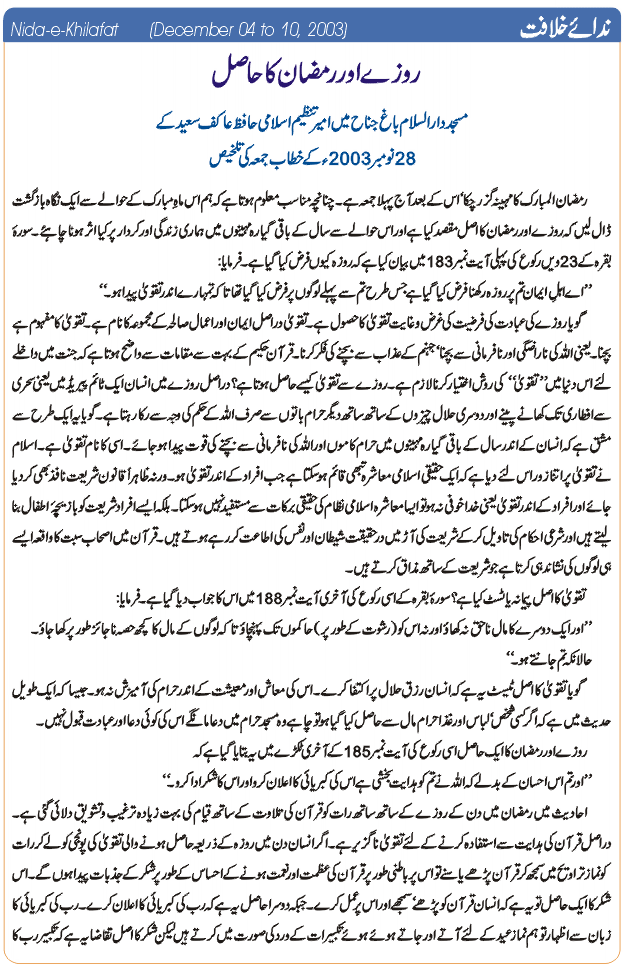 Nida-e-Khilafat (December 04 to 10, 2003) ندائے خلافت
روزے اور رمضان کا حاصل
مسجد دارالسلام باغ جناح میں امیر تنظیم اسلامی حافظ عاکف سعید کے
28 نومبر 2003ء کے خطاب جمعہ کی تلخیص
رمضان المبارک کا مہینہ گزر چکا‘ اس کے بعد آج پہلا جمعہ ہے۔ چنانچہ مناسب معلوم ہوتا ہے کہ ہم اس ماہِ مبارک کے حوالے سے ایک نگاہ بازگشت
ڈال لیں کہ روزے اور رمضان کا اصل مقصد کیا ہے اور اس حوالے سے سال کے باقی گیارہ مہینوں میں ہماری زندگی اور کردار پر کیا اثر ہونا چاہئے۔ سورۂ
بقرہ کے 23ویں رکوع کی پہلی آیت نمبر 183 میں بیان کیا گیا ہے کہ روزہ کیوں فرض کیا گیا ہے۔ فرمایا:
’’اے اہل ایمان تم پر روزہ رکھنا فرض کیا گیا ہے جس طرح تم سے پہلے لوگوں پر فرض کیا گیا تھا تاکہ تمہارے اندر تقویٰ پیدا ہو۔‘‘
گویا روزے کی عبادت کی فرضیت کی غرض و غایت تقویٰ کا حصول ہے۔ تقویٰ دراصل ایمان اور اعمال صالحہ کے مجموعہ کا نام ہے۔ تقویٰ کا مفہوم ہے
بچنا۔ یعنی اللہ کی ناراضگی اور نافرمانی سے بچنا‘ جہنم کے عذاب سے بچنے کی فکر کرنا۔ قرآن حکیم کے بہت سے مقامات سے واضح ہوتا ہے کہ جنت میں داخلے
لئے اس دنیا میں ’’تقویٰ‘‘ کی روش اختیار کرنا لازم ہے۔ روزے سے تقویٰ کیسے حاصل ہوتا ہے؟ دراصل روزے میں انسان ایک ٹائم پیریڈ میں یعنی سحری
سے افطاری تک کھانے پینے اور دوسری حلال چیزوں کے ساتھ ساتھ دیگر حرام باتوں سے صرف اللہ کے حکم کی وجہ سے رکا رہتا ہے۔ گویا یہ ایک طرح سے
مشق ہے کہ انسان کے اندر سال کے باقی گیارہ مہینوں میں حرام کاموں اور اللہ کی نافرمانی سے بچنے کی قوت پیدا ہو جائے۔ اسی کا نام تقویٰ ہے۔ اسلام
نے تقویٰ پر اتنا زور اس لئے دیا ہے کہ ایک حقیقی اسلامی معاشرہ تبھی قائم ہو سکتا ہے جب افراد کے اندر تقویٰ ہو۔ ورنہ ظاہراً قانون شریعت نافذ بھی کر دیا
جائے اور افراد کے اندر تقویٰ یعنی خدا خوفی نہ ہو تو ایسا معاشرہ اسلامی نظام کی حقیقی برکات سے مستفید نہیں ہو سکتا۔ بلکہ ایسے افراد شریعت کو بازیچۂ اطفال بنا
لیتے ہیں اور شرعی احکام کی تاویل کر کے شریعت کی آڑ میں درحقیقت شیطان اور نفس کی اطاعت کر رہے ہوتے ہیں۔ قرآن میں اصحاب سبت کا واقعہ ایسے
ہی لوگوں کی نشاندہی کرتا ہے جو شریعت کے ساتھ مذاق کرتے ہیں۔
تقویٰ کا اصل پیمانہ یا ٹسٹ کیا ہے؟ سورۂ بقرہ کے اسی رکوع کی آخری آیت نمبر 188 میں اس کا جواب دیا گیا ہے۔ فرمایا:
’’اور ایک دوسرے کا مال ناحق نہ کھاؤ اور نہ اس کو (رشوت کے طور پر) حاکموں تک پہنچاؤ تاکہ لوگوں کے مال کا کچھ حصہ ناجائز طور پر کھا جاؤ۔
حالانکہ تم جانتے ہو۔‘‘
گویا تقویٰ کا اصل ٹیسٹ یہ ہے کہ انسان رزق حلال پر اکتفا کرے۔ اس کی معاش اور معیشت کے اندر حرام کی آمیزش نہ ہو۔ جیسا کہ ایک طویل
حدیث میں ہے کہ اگر کسی شخص‘ لباس اور غذا حرام مال سے حاصل کیا گیا ہو تو چاہے وہ مسجد حرام میں دعا مانگے اس کی کوئی دعا اور عبادت قبول نہیں۔
روزے اور رمضان کا ایک حاصل اسی رکوع کی آیت نمبر 185 کے آخری ٹکڑے میں یہ بتایا گیا ہے کہ
’’اور تم اس احسان کے بدلے کہ اللہ نے تم کو ہدایت بخشی ہے اس کی کبریائی کا اعلان کرو اور اس کا شکر ادا کرو۔‘‘
احادیث میں رمضان میں دن کے روزے کے ساتھ ساتھ رات کو قرآن کی تلاوت کے ساتھ قیام کی بہت زیادہ ترغیب و تشویق دلائی گئی ہے۔
دراصل قرآن کی ہدایت سے استفادہ کرنے کے لئے تقویٰ ناگزیر ہے۔ اگر انسان دن میں روزہ کے ذریعہ حاصل ہونے والی تقویٰ کی پونجی کو لے کر رات
کو نماز تراویح میں سمجھ کر قرآن پڑھے یا سنے تو اس پر باطنی طور پر قرآن کی عظمت اور نعمت ہونے کے احساس کے طور پر شکر کے جذبات پیدا ہوں گے۔ اس
شکر کا ایک حاصل تو یہ ہے کہ انسان قرآن کو پڑھے‘ سمجھے اور اس پر عمل کرے۔ جبکہ دوسرا حاصل یہ ہے کہ رب کی کبریائی کا اعلان کرے۔ رب کی کبریائی کا
زبان سے اظہار تو ہم نماز عید کے لئے آتے اور جاتے ہوئے ہوئے تکبیرات کے ورد کی صورت میں کرتے ہیں لیکن شکر کا اصل تقاضا یہ ہے کہ تکبیر رب کا